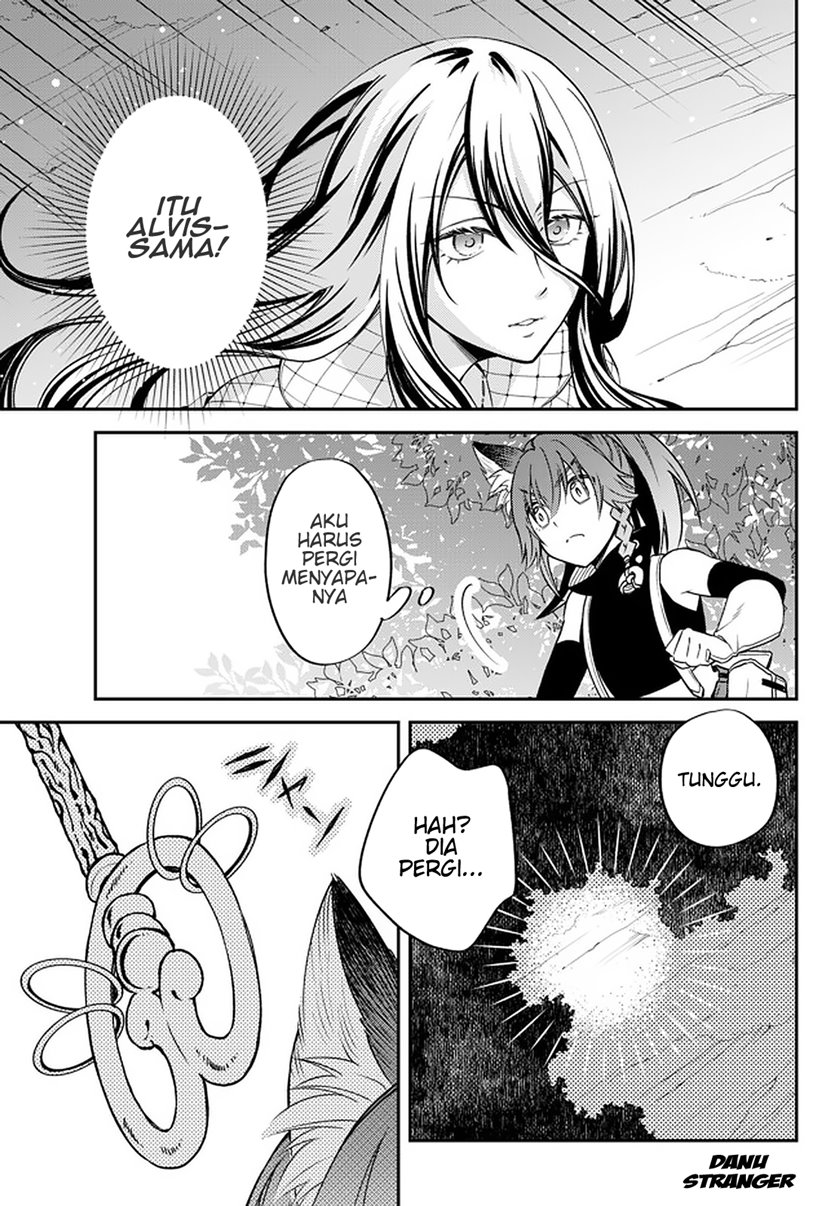 ITU
ALVIS-
SAMA!
AKU
HARUS
PERGI
MENYAPA-
NYA
TUNGGU.
HAH?
DIA
PERGI...
DANU
STRANGER